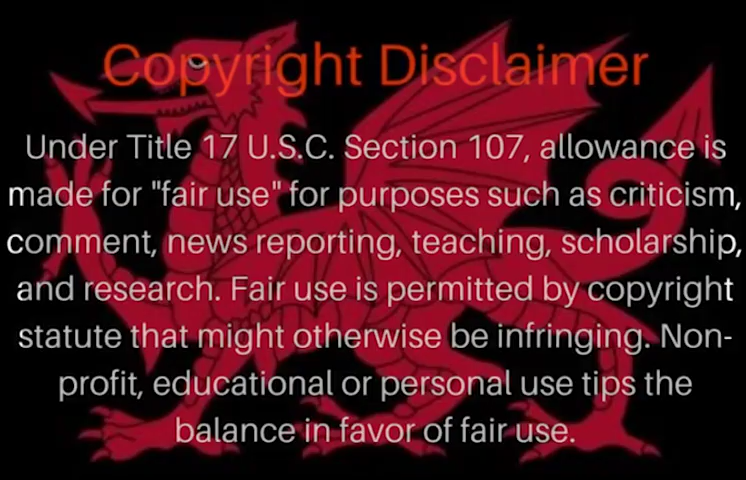 Copyright Disclaimer
Under Title 17 U.S.C. Section 107, allowance is
made for "fair use" for purposes such as criticism,
comment, news reporting, teaching, scholarship,
and research. Fair use is permitted by copyright
statute that might otherwise be infringing. Non-
profit, educational or personal use tips the
balance in favor of fair use.